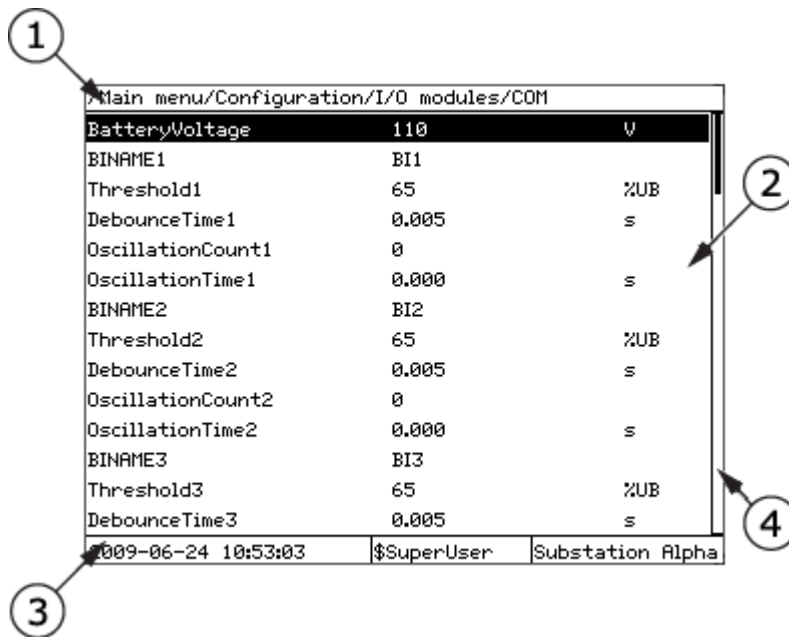 1
/Main menu/Configuration/I/O modules/COM
BatteryVoltage 110 V
BINAME1 BI1
Threshold1 65 %UB
2
DebounceTime1 0.005 s
OscillationCount1 0
OscillationTime1 0.000 s
BINAME2 BI2
Threshold2 65 %UB
DebounceTime2 0.005 s
OscillationCount2 0
OscillationTime2 0.000 s
BINAME3 BI3
Threshold3 65 %UB
4
DebounceTime3 0.005 s
2009-06-24 10:53:03 $SuperUser Substation Alpha
3